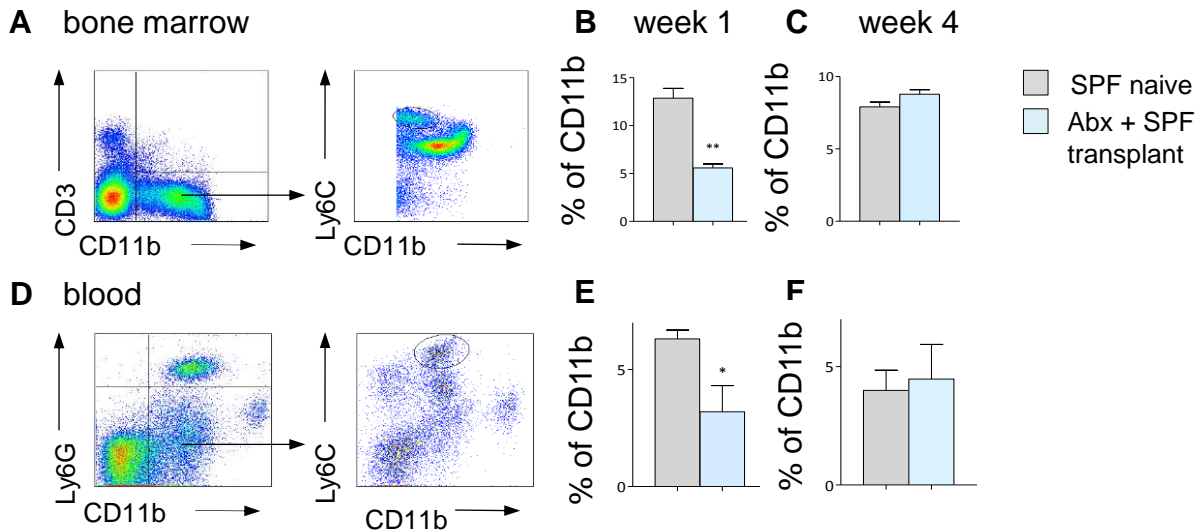 A bone marrow
B week 1
C week 4
CD3
CD11b
Ly6C
CD11b
% of CD11b
15
10
5
0
**
% of CD11b
10
5
0
SPF naive
Abx + SPF
transplant
D blood
E
F
Ly6G
CD11b
Ly6C
CD11b
% of CD11b
5
0
*
% of CD11b
5
0